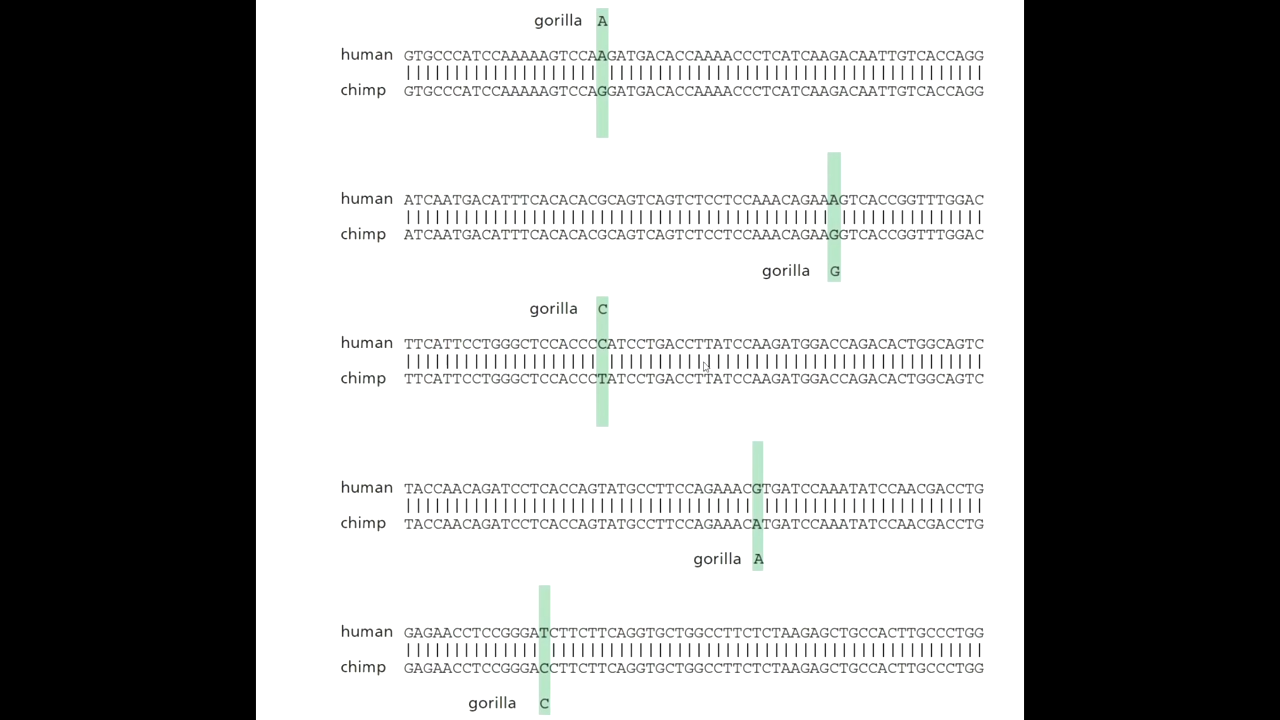 gorilla A
human GTGCCCATCCAAAAAGTCCAAGATGACACCAAAACCCTCATCAAGACAATTGTCACCAGG
chimp GTGCCCATCCAAAAAGTCCAGGATGACACCAAAACCCTCATCAAGACAATTGTCACCAGG
human ATCAATGACATTTCACACACGCAGTCAGTCTCCTCCAAACAGAAAGTCACCGGTTTGGAC
chimp ATCAATGACATTTCACACACGCAGTCAGTCTCCTCCAAACAGAAGGTCACCGGTTTGGAC
gorilla G
gorilla C
human TTCATTCCTGGGCTCCACCCCATCCTGACCTTATCCAAGATGGACCAGACACTGGCAGTC
chimp TTCATTCCTGGGCTCCACCCTATCCTGACCTTATCCAAGATGGACCAGACACTGGCAGTC
human TACCAACAGATCCTCACCAGTATGCCTTCCAGAAACGTGATCCAAATATCCAACGACCTG
chimp TACCAACAGATCCTCACCAGTATGCCTTCCAGAAACATGATCCAAATATCCAACGACCTG
gorilla A
human GAGAACCTCCGGGATCTTCTTCAGGTGCTGGCCTTCTCTAAGAGCTGCCACTTGCCCTGG
chimp GAGAACCTCCGGGACCTTCTTCAGGTGCTGGCCTTCTCTAAGAGCTGCCACTTGCCCTGG
gorilla C